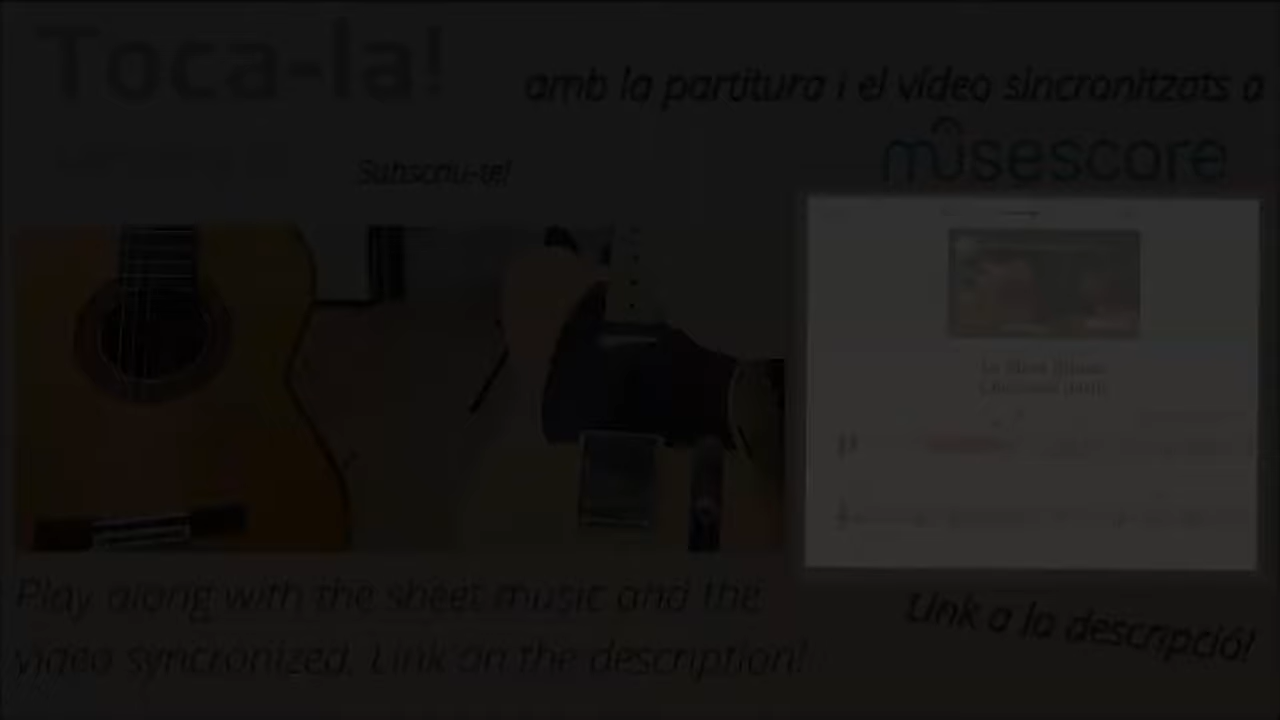 Toca-la!
amb la partitura i el vídeo sincronitzats a
musescore
Subscriu-te!
Play along with the sheet music and the
video syncronized. Link on the description!
Link a la descripció!